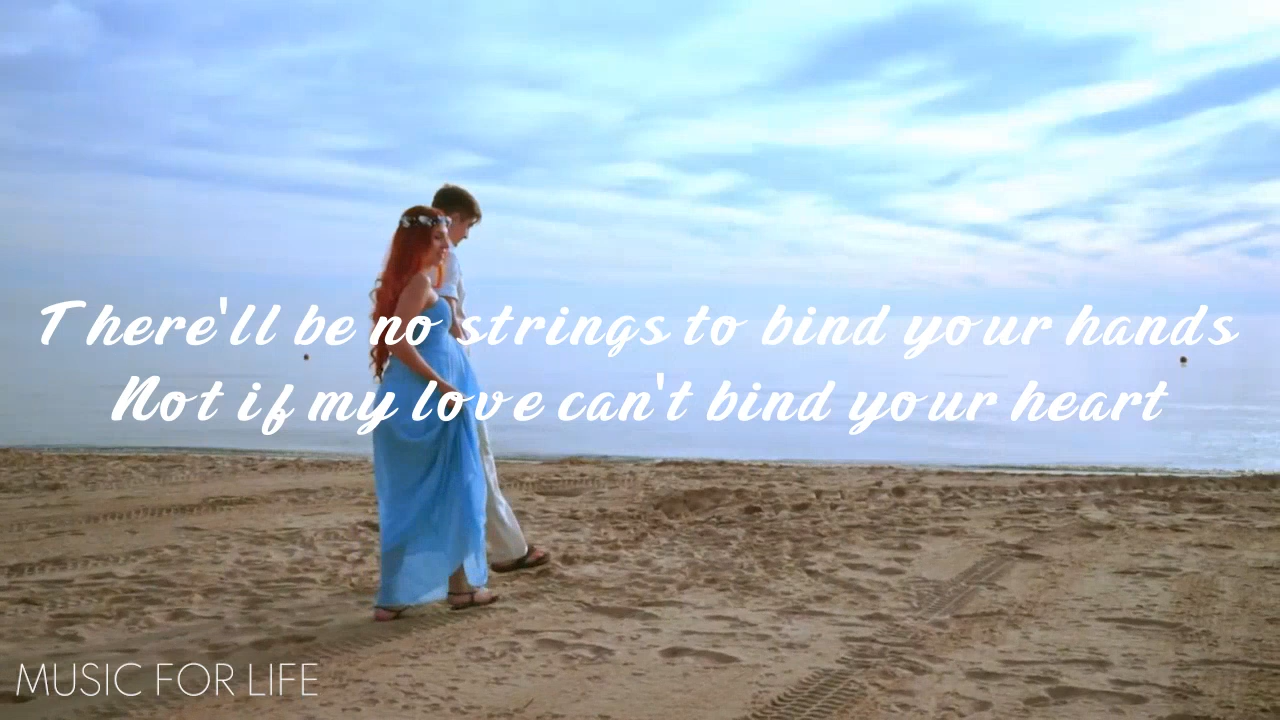 There'll be no strings to bind your hands
Not if my love can't bind your heart
MUSIC FOR LIFE